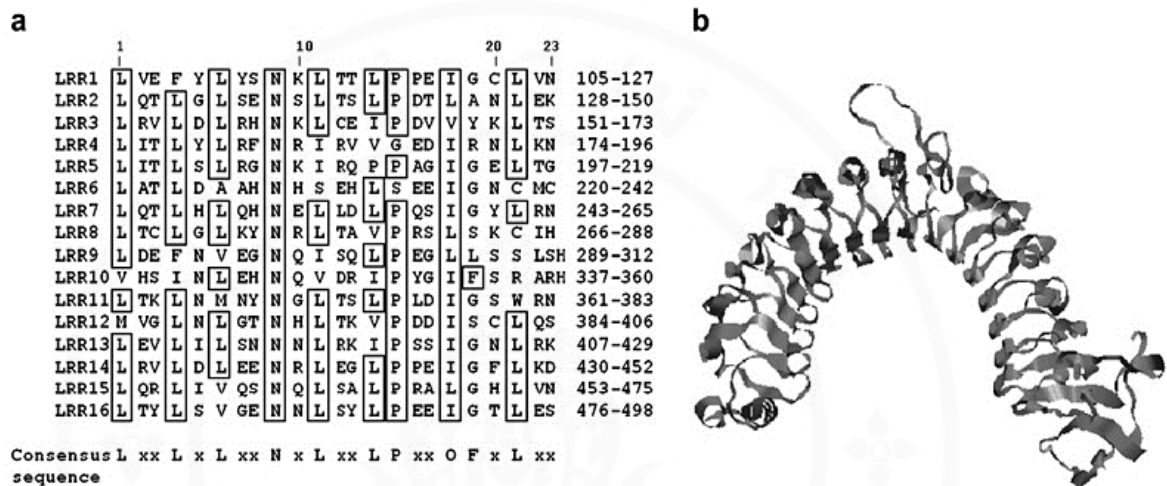 a
b
1 10 20 23
LRR1 L VE F Y L YS N K L TT L P PE I G C L VN 105-127
LRR2 L QT L G L SE N S L TS L P DT L A N L EK 128-150
LRR3 L RV L D L RH N K L CE I P DV V Y K L TS 151-173
LRR4 L IT L Y L RF N R I RV V G ED I R N L KN 174-196
LRR5 L IT L S L RG N K I RQ P P AG I G E L TG 197-219
LRR6 L AT L D A AH N H S EH L S EE I G N C MC 220-242
LRR7 L QT L H L QH N E L LD L P QS I G Y L RN 243-265
LRR8 L TC L G L KY N R L TA V P RS L S K C IH 266-288
LRR9 L DE F N V EG N Q I SQ L P EG L L S S LSH 289-312
LRR10 V HS I N L EH N Q V DR I P YG I F S R ARH 337-360
LRR11 L TK L N M NY N G L TS L P LD I G S W RN 361-383
LRR12 M VG L N L GT N H L TK V P DD I S C L QS 384-406
LRR13 L EV L I L SN N N L RK I P SS I G N L RK 407-429
LRR14 L RV L D L EE N R L EG L P PE I G F L KD 430-452
LRR15 L QR L I V QS N Q L SA L P RA L G H L VN 453-475
LRR16 L TY L S V GE N N L SY L P EE I G T L ES 476-498
Consensus L xx L x L xx N x L xx L P xx O F x L xx
sequence